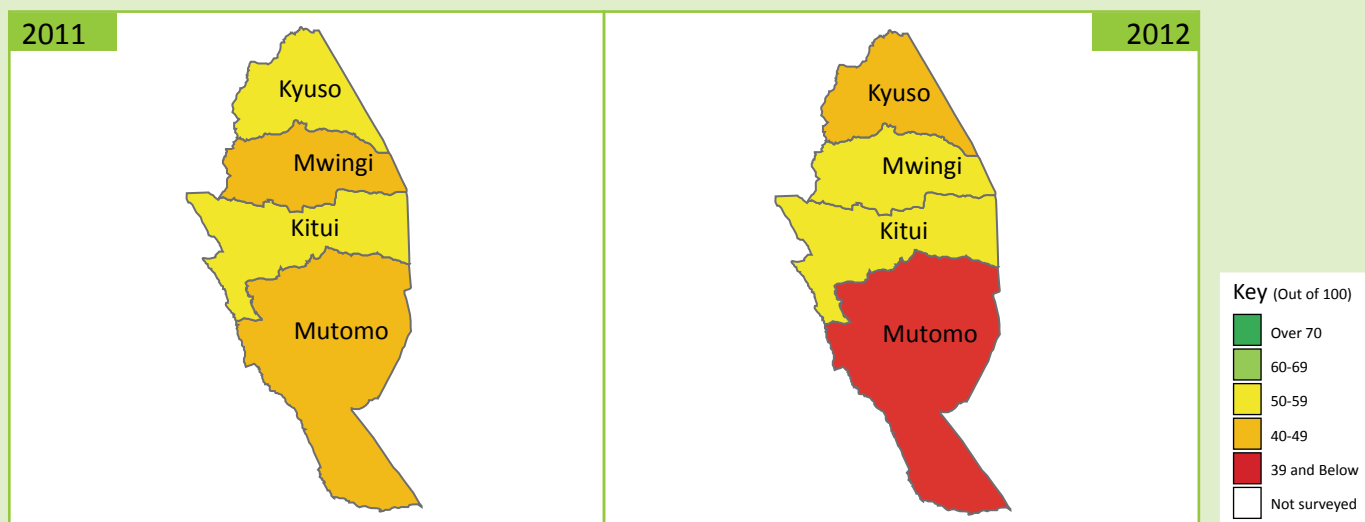 2011
Kyuso
Mwingi
Kitui
Mutomo
2012
Kyuso
Mwingi
Kitui
Mutomo
Key (Out of 100)
Over 70
60-69
50-59
40-49
39 and Below
Not surveyed